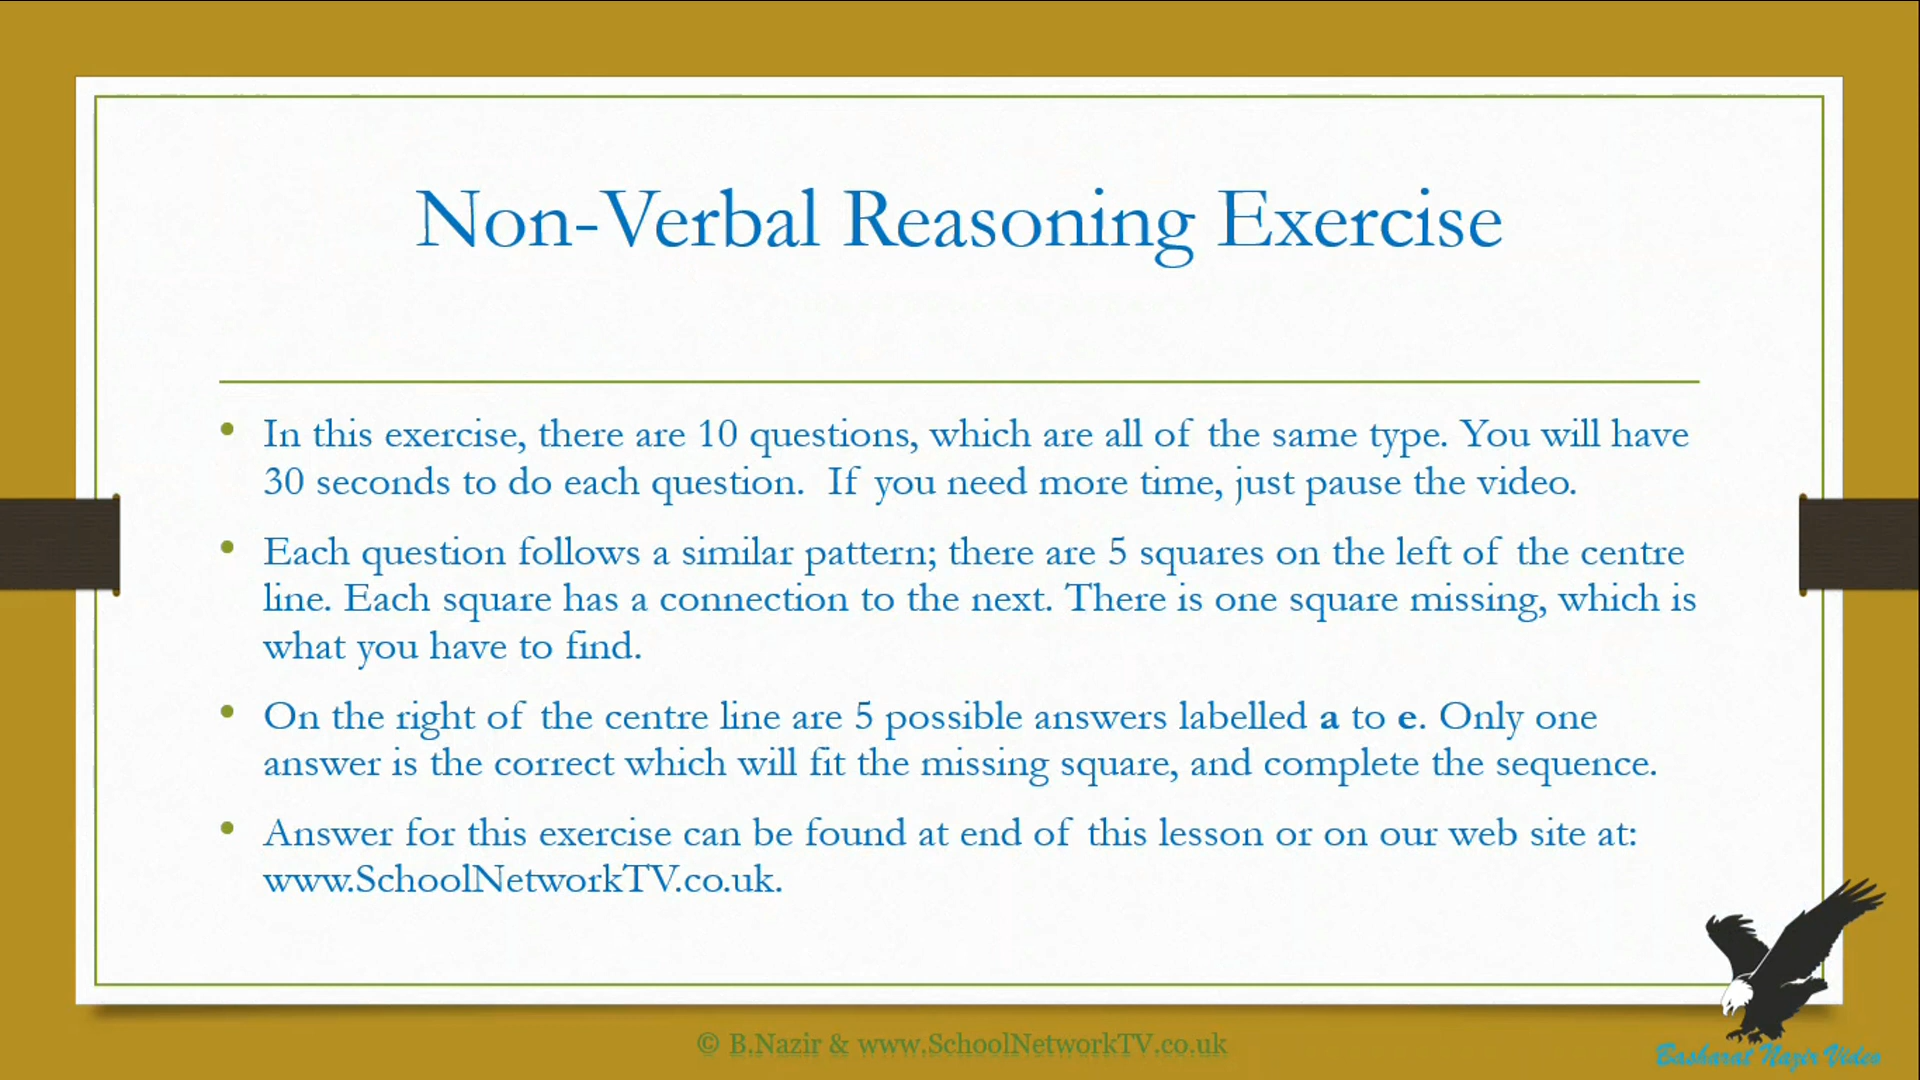 Non-Verbal Reasoning Exercise
• In this exercise, there are 10 questions, which are all of the same type. You will have
30 seconds to do each question. If you need more time, just pause the video.
• Each question follows a similar pattern; there are 5 squares on the left of the centre
line. Each square has a connection to the next. There is one square missing, which is
what you have to find.
• On the right of the centre line are 5 possible answers labelled a to e. Only one
answer is the correct which will fit the missing square, and complete the sequence.
• Answer for this exercise can be found at end of this lesson or on our web site at:
www.SchoolNetworkTV.co.uk.
© B.Nazir & www.SchoolNetworkTV.co.uk
Basharat Nazir Video